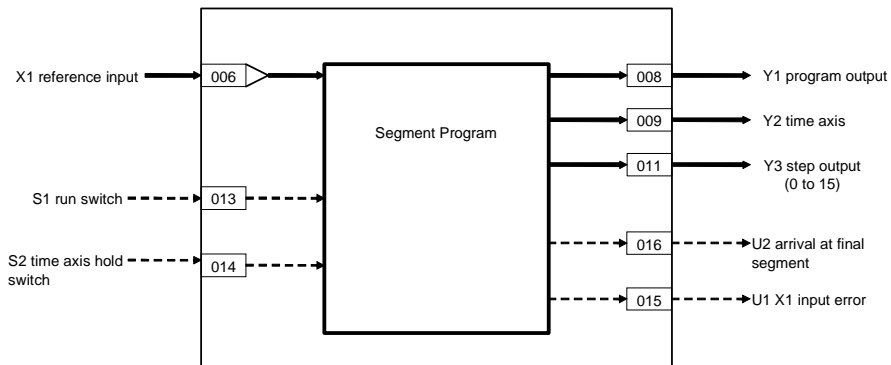 X1 reference input
006
008
Y1 program output
009
Y2 time axis
Segment Program
011
Y3 step output
(0 to 15)
S1 run switch
013
016
U2 arrival at final
segment
S2 time axis hold
switch
014
015
U1 X1 input error